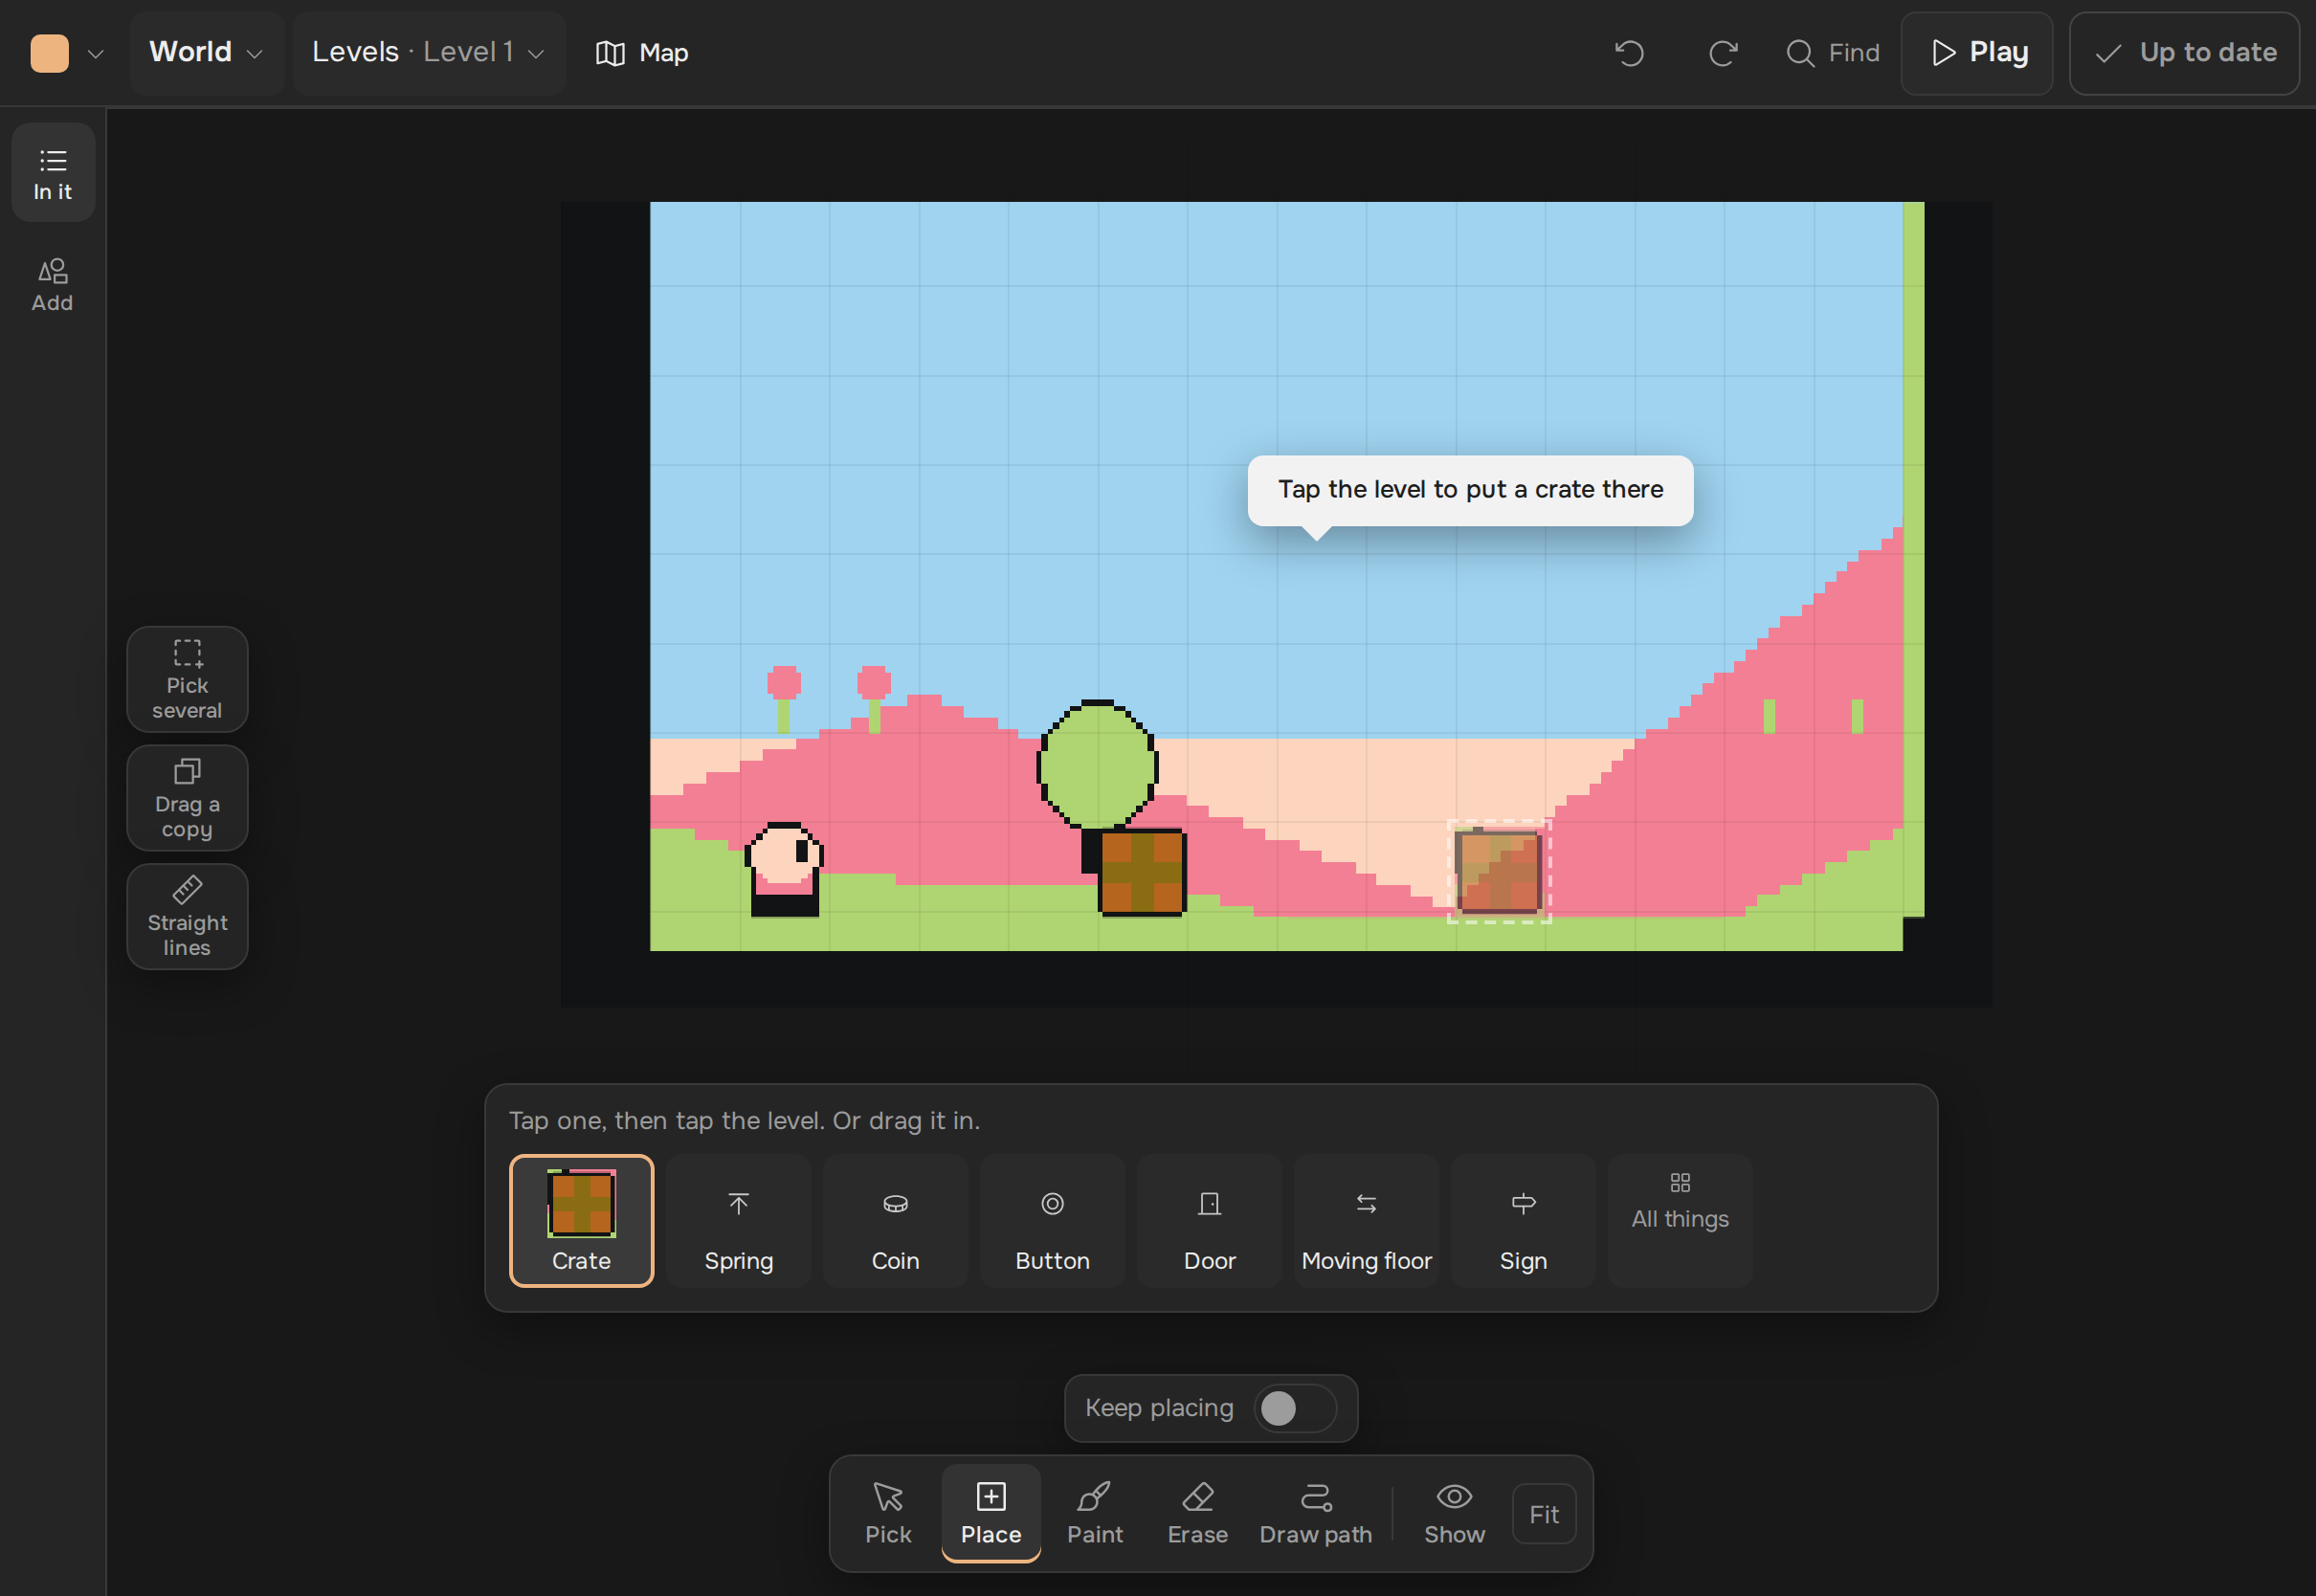 World
Levels · Level 1
Map
Find
Play
Up to date
In it
Add
Tap the level to put a crate there
Pick
several
Drag a
copy
Straight
lines
Tap one, then tap the level. Or drag it in.
Crate
Spring
Coin
Button
Door
Moving floor
Sign
All things
Keep placing
Pick
Place
Paint
Erase
Draw path
Show
Fit